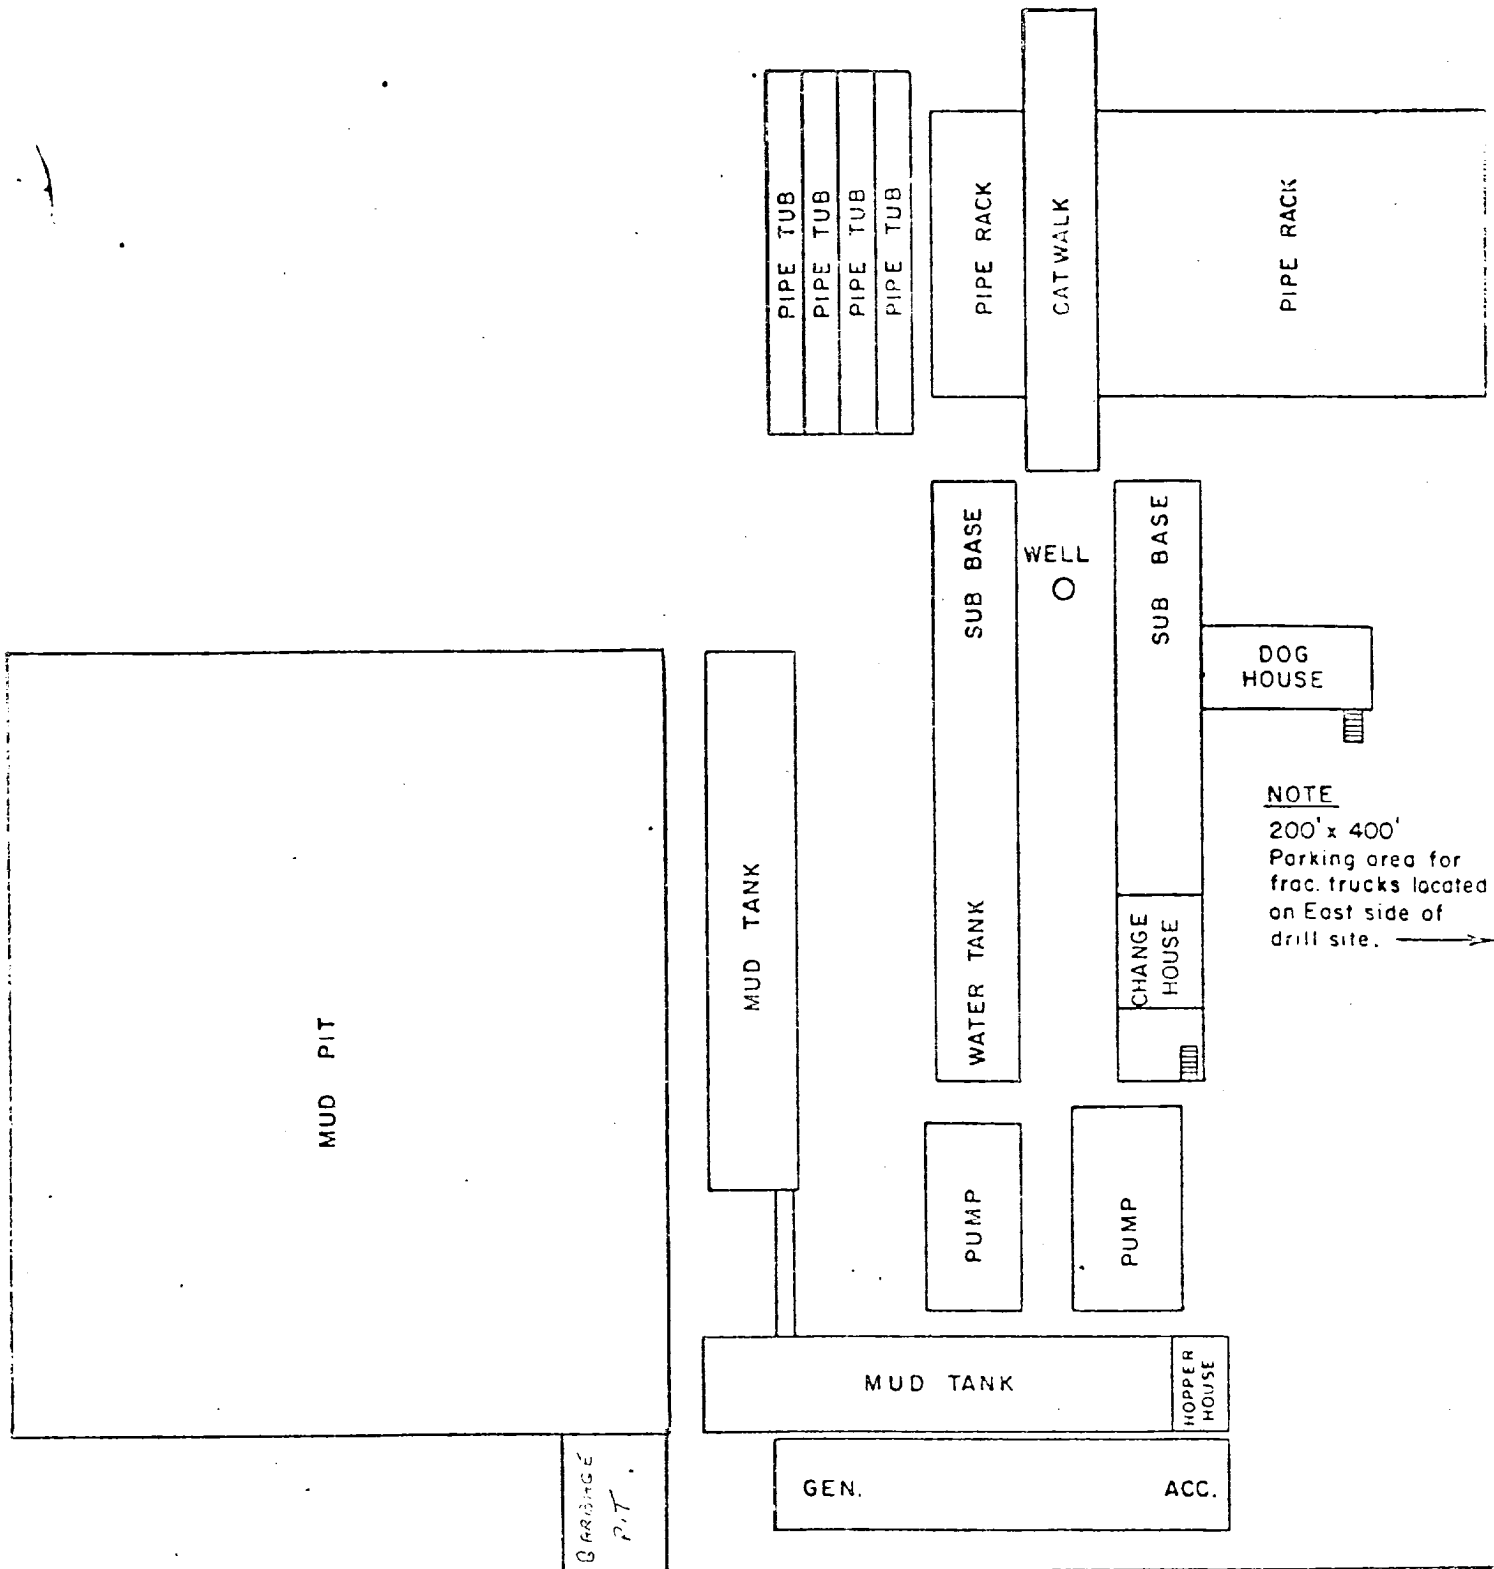 PIPE TUB
PIPE TUB
PIPE TUB
PIPE TUB
PIPE RACK
CATWALK
PIPE RACK
SUB BASE
WELL
SUB BASE
DOG
HOUSE
NOTE
200' x 400'
Parking area for
frac. trucks located
on East side of
drill site.
MUD TANK
WATER TANK
CHANGE
HOUSE
MUD PIT
PUMP
PUMP
MUD TANK
HOPPER
HOUSE
GEN.
ACC.
GARBAGE
PIT.